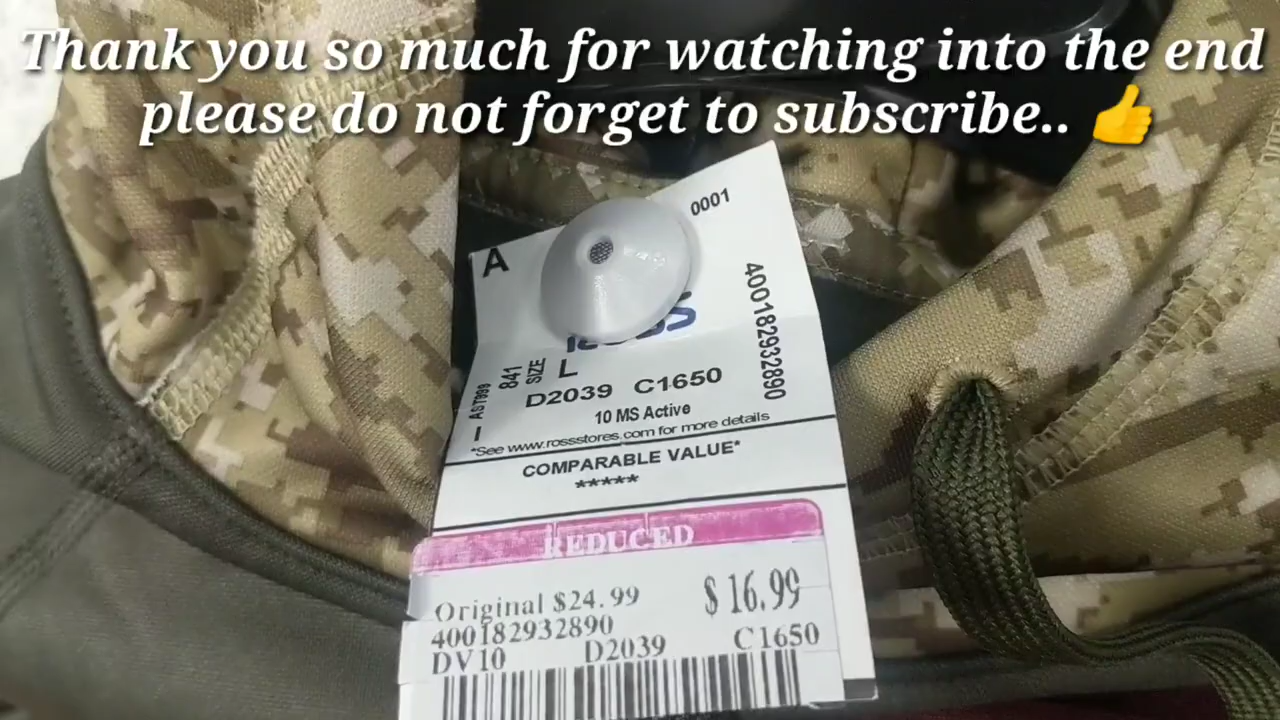 Thank you so much for watching into the end
please do not forget to subscribe.. 👍
0001
A
400182932890
I AST999
841
SIZE
L
D2039 C1650
10 MS Active
*See www.rossstores.com for more details
COMPARABLE VALUE*
*****
REDUCED
Original $24.99
$16.99
400182932890
DV10 D2039 C1650